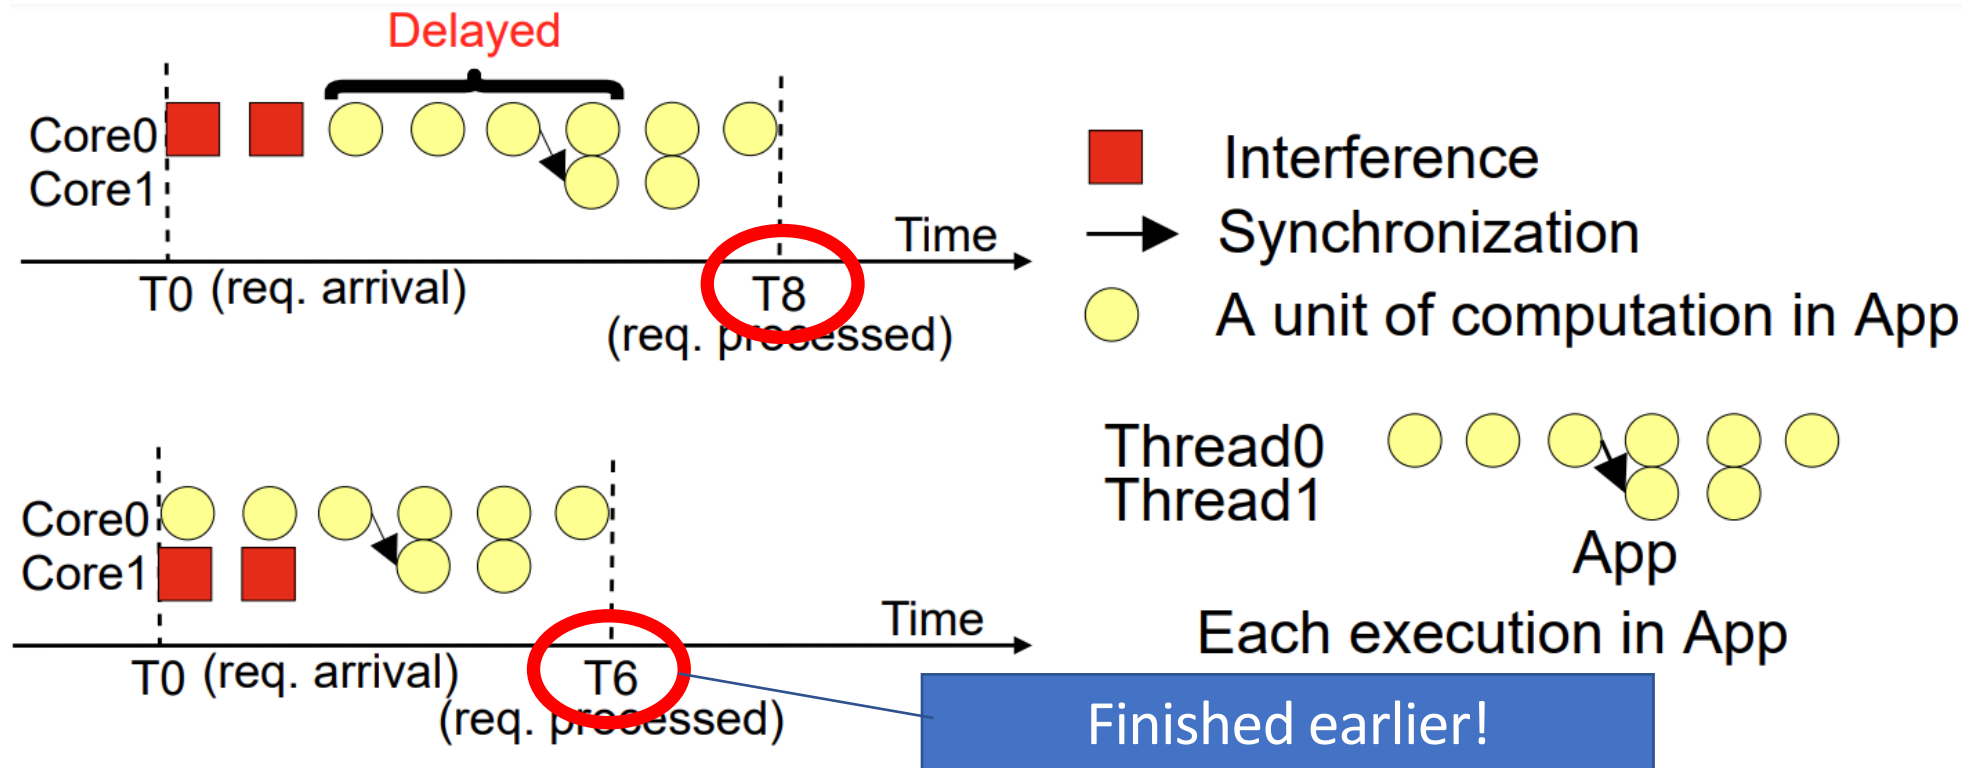 Delayed
Core0
Core1
Time
T0 (req. arrival)
T8
(req. processed)
Interference
Synchronization
A unit of computation in App
Core0
Core1
Time
T0 (req. arrival)
T6
(req. processed)
Thread0
Thread1
App
Each execution in App
Finished earlier!